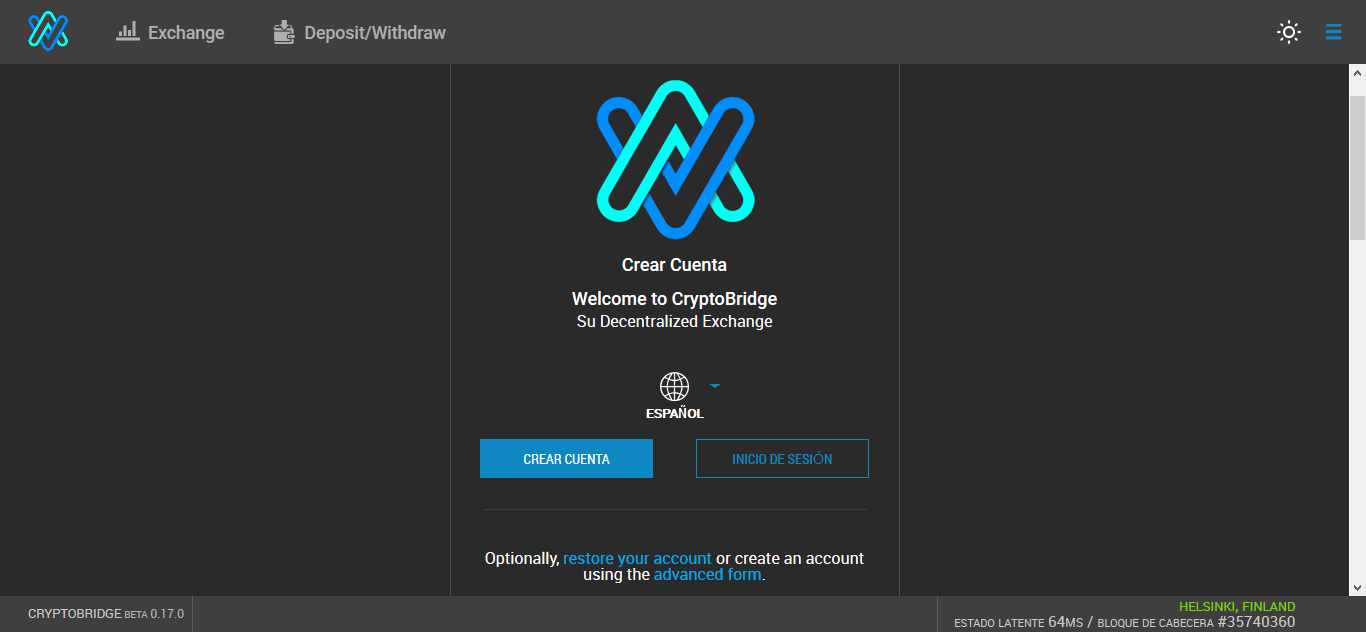 Exchange
Deposit/Withdraw
Crear Cuenta
Welcome to CryptoBridge
Su Decentralized Exchange
ESPAÑOL
CREAR CUENTA
INICIO DE SESIÓN
Optionally, restore your account or create an account
using the advanced form.
CRYPTOBRIDGE BETA 0.17.0
HELSINKI, FINLAND
ESTADO LATENTE 64MS / BLOQUE DE CABECERA #35740360